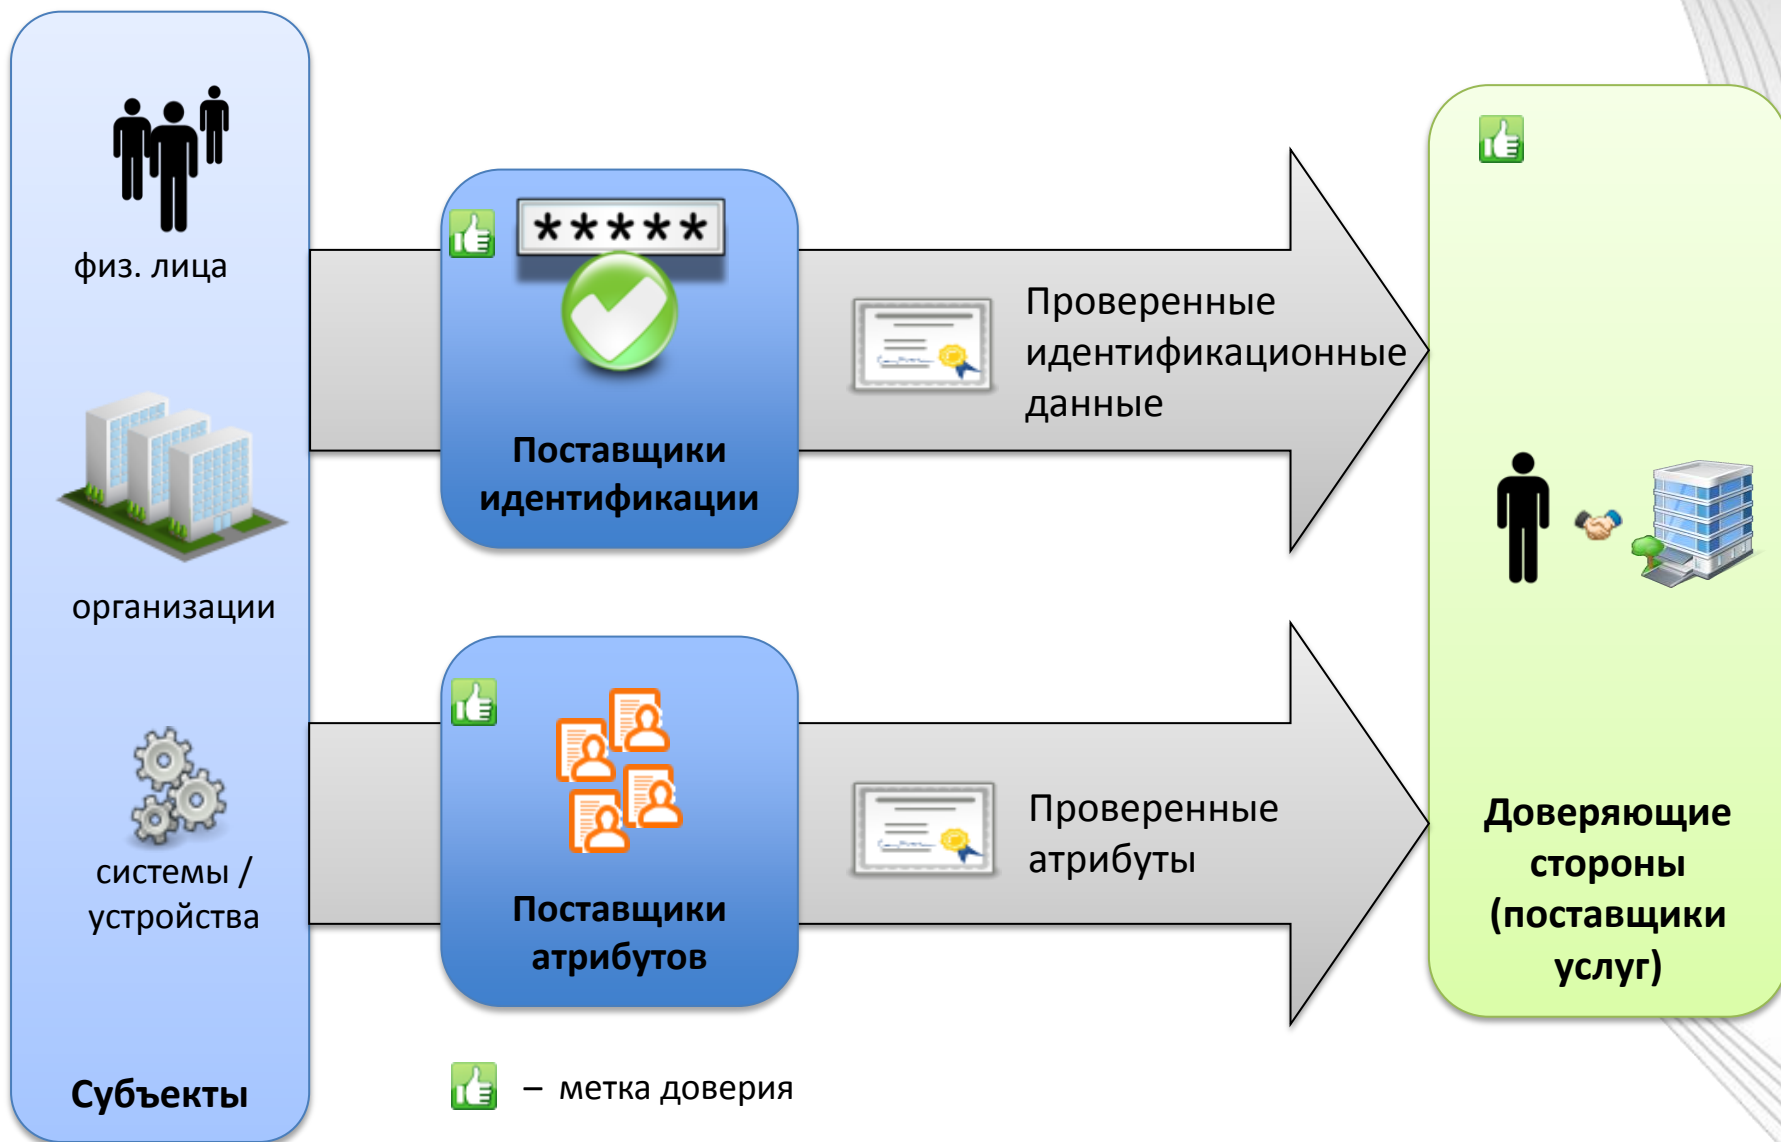 физ. лица
организации
системы /
устройства
Субъекты
*****
Поставщики
идентификации
Проверенные
идентификационные
данные
Поставщики
атрибутов
Проверенные
атрибуты
Доверяющие
стороны
(поставщики
услуг)
– метка доверия